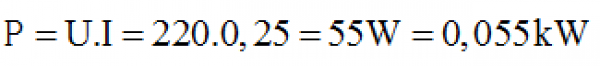 P = U.I = 220.0, 25 = 55W = 0, 055kW